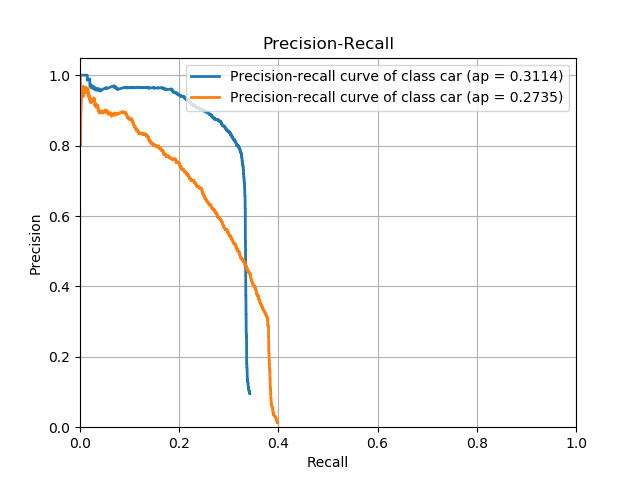 Precision-Recall
Precision-recall curve of class car (ap = 0.3114)
Precision-recall curve of class car (ap = 0.2735)
1.0
0.8
0.6
0.4
0.2
0.0
Precision
0.0 0.2 0.4 0.6 0.8 1.0
Recall